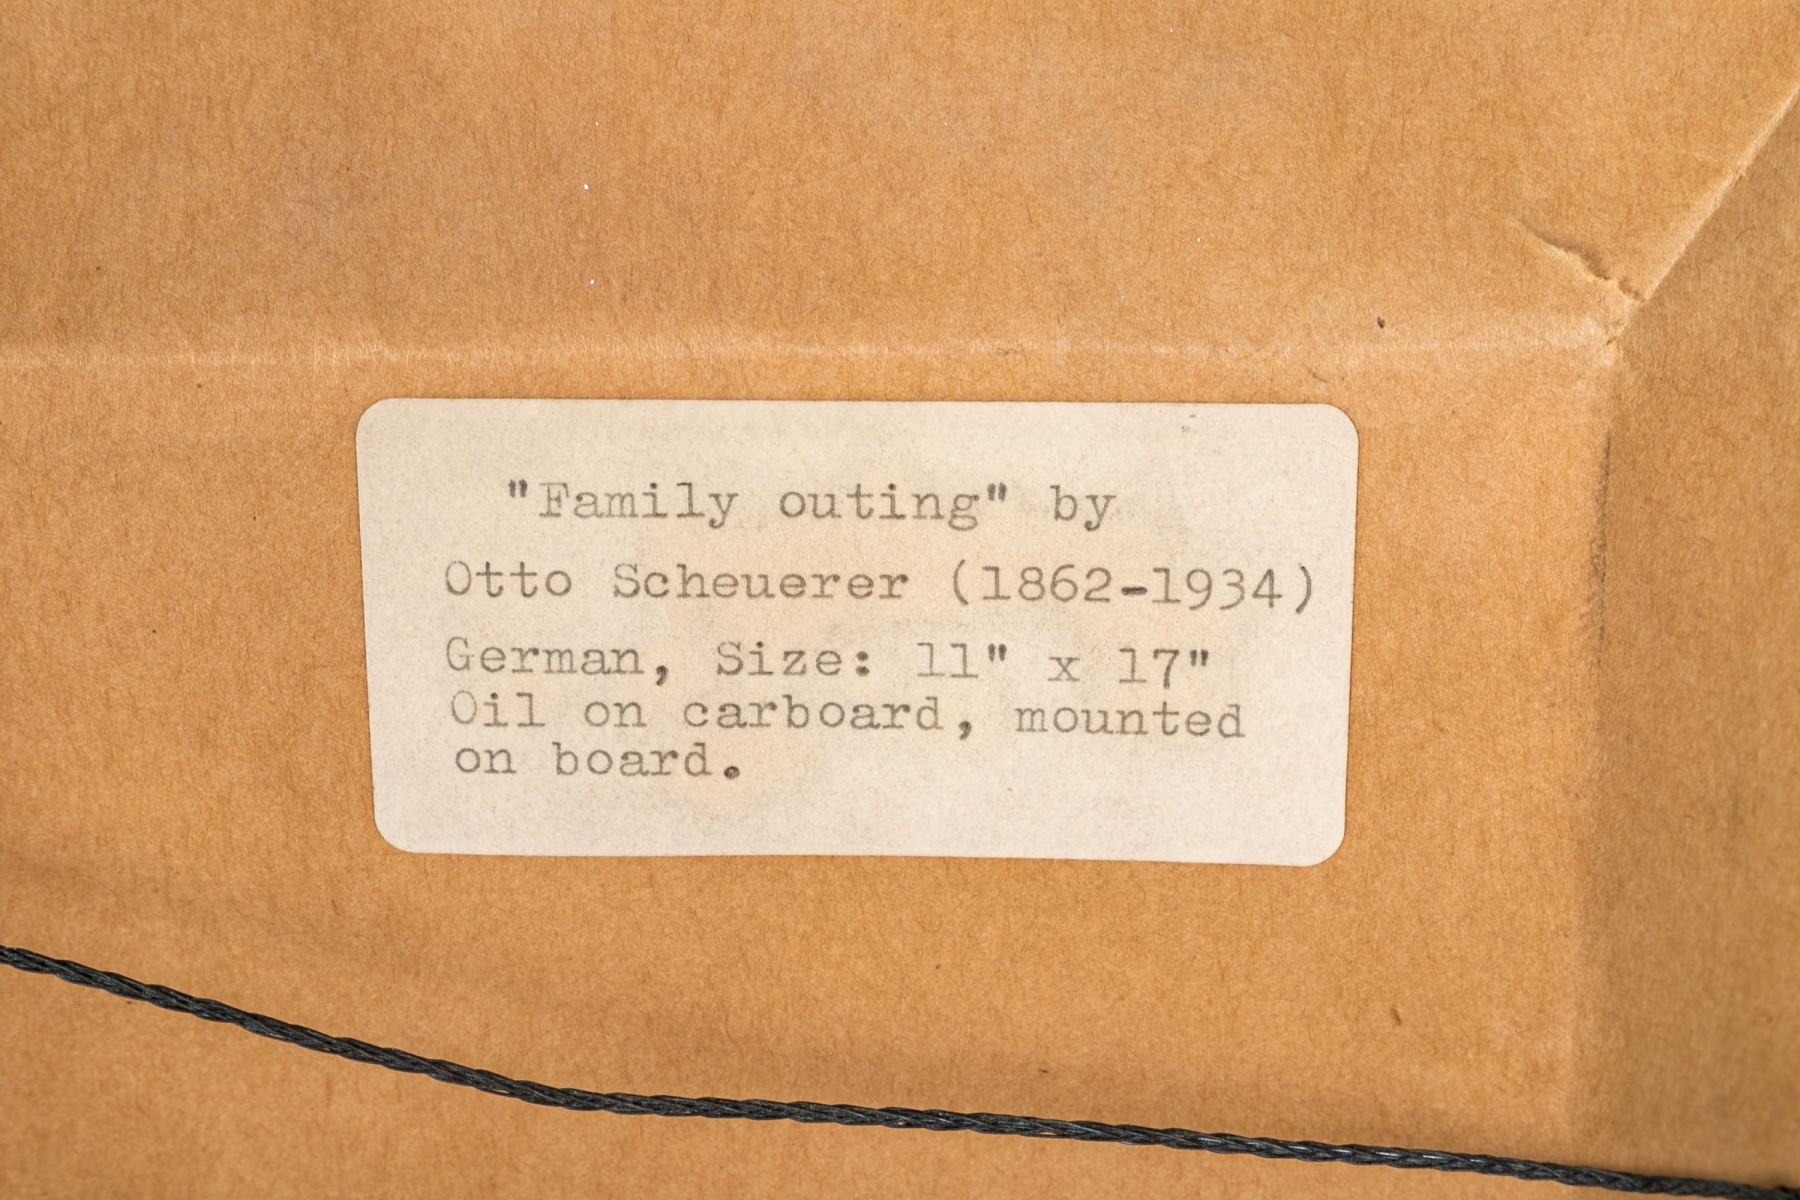 "Family outing" by
Otto Scheuerer (1862-1934)
German, Size: 11" x 17"
Oil on carboard, mounted
on board.